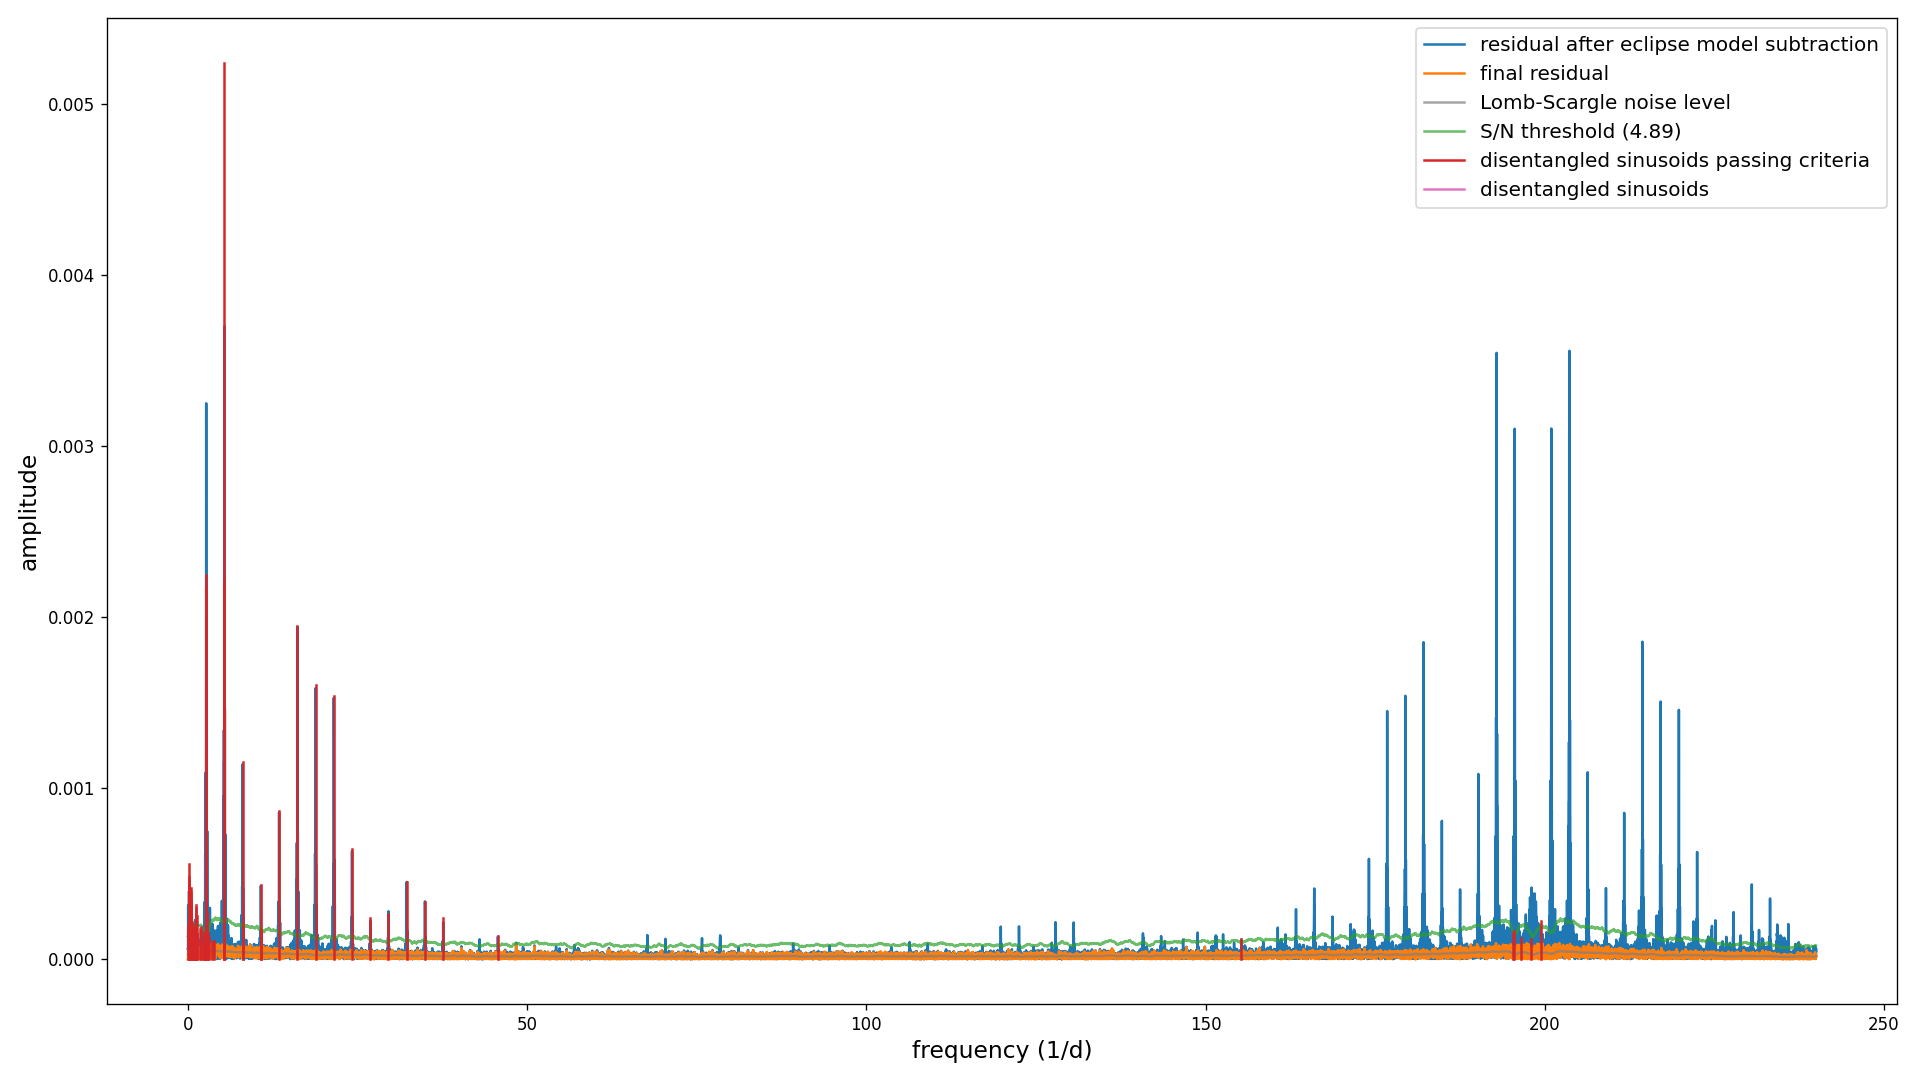 residual after eclipse model subtraction
final residual
Lomb-Scargle noise level
S/N threshold (4.89)
disentangled sinusoids passing criteria
disentangled sinusoids
amplitude
0.005
0.004
0.003
0.002
0.001
0.000
0 50 100 150 200 250
frequency (1/d)